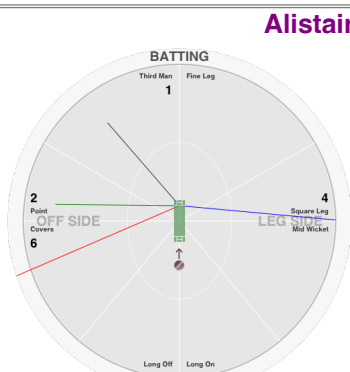 Alistair
BATTING
Third Man Fine Leg
1
2
4
Point
Square Leg
OFF SIDE
LEG SIDE
Covers
Mid Wicket
6
Long Off Long On